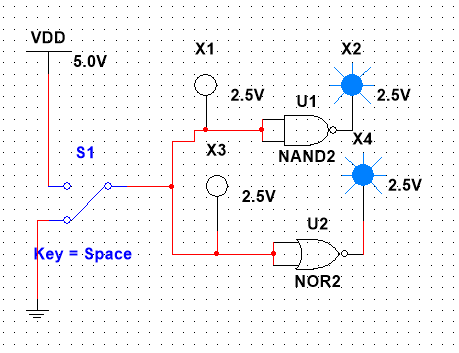 VDD
5.0V
X1
X2
2.5V
U1
2.5V
X4
NAND2
S1
X3
2.5V
2.5V
U2
Key = Space
NOR2